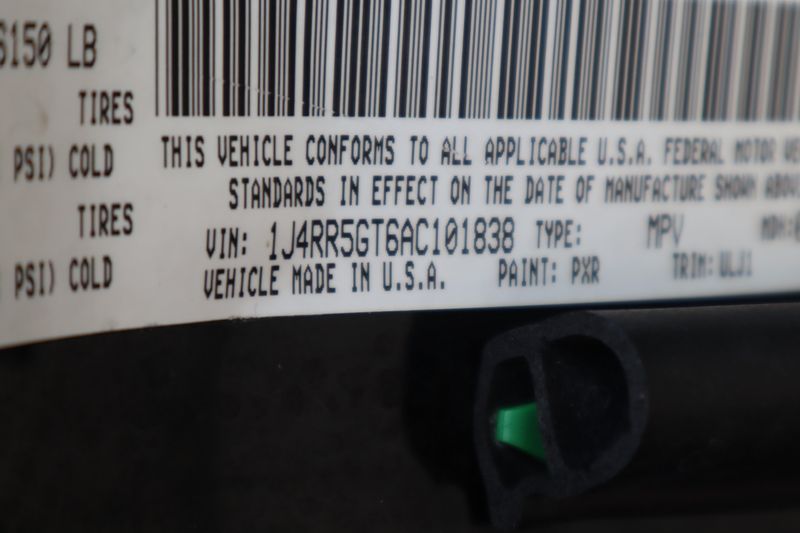 6150 LB
TIRES
PSI) COLD
TIRES
PSI) COLD
THIS VEHICLE CONFORMS TO ALL APPLICABLE U.S.A. FEDERAL MOTOR
STANDARDS IN EFFECT ON THE DATE OF MANUFACTURE SHOWN
VIN: 1J4RR5GT6AC101838 TYPE: MPV
VEHICLE MADE IN U.S.A. PAINT: PXR TRIM: ULJ1